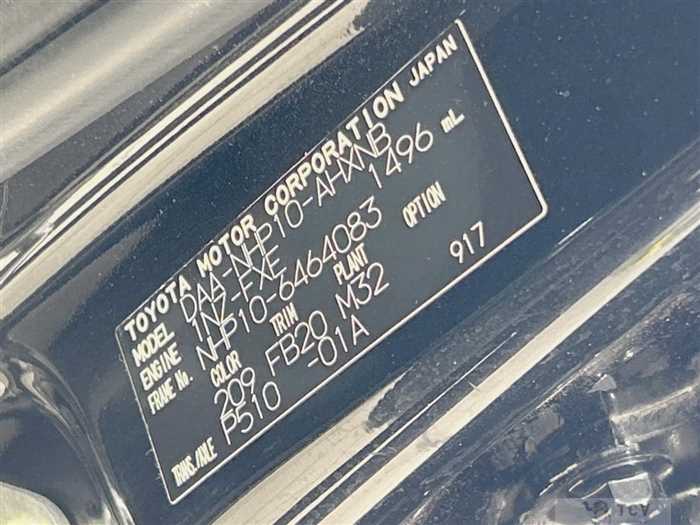 TOYOTA MOTOR CORPORATION JAPAN
MODEL DAA-NHP10-AHXNB
ENGINE 1NZ-FXE 1496 mL
FRAME No. NHP10-6464083
COLOR TRIM PLANT OPTION
209 FB20 M32 917
TRANS./AXLE P510 -01A